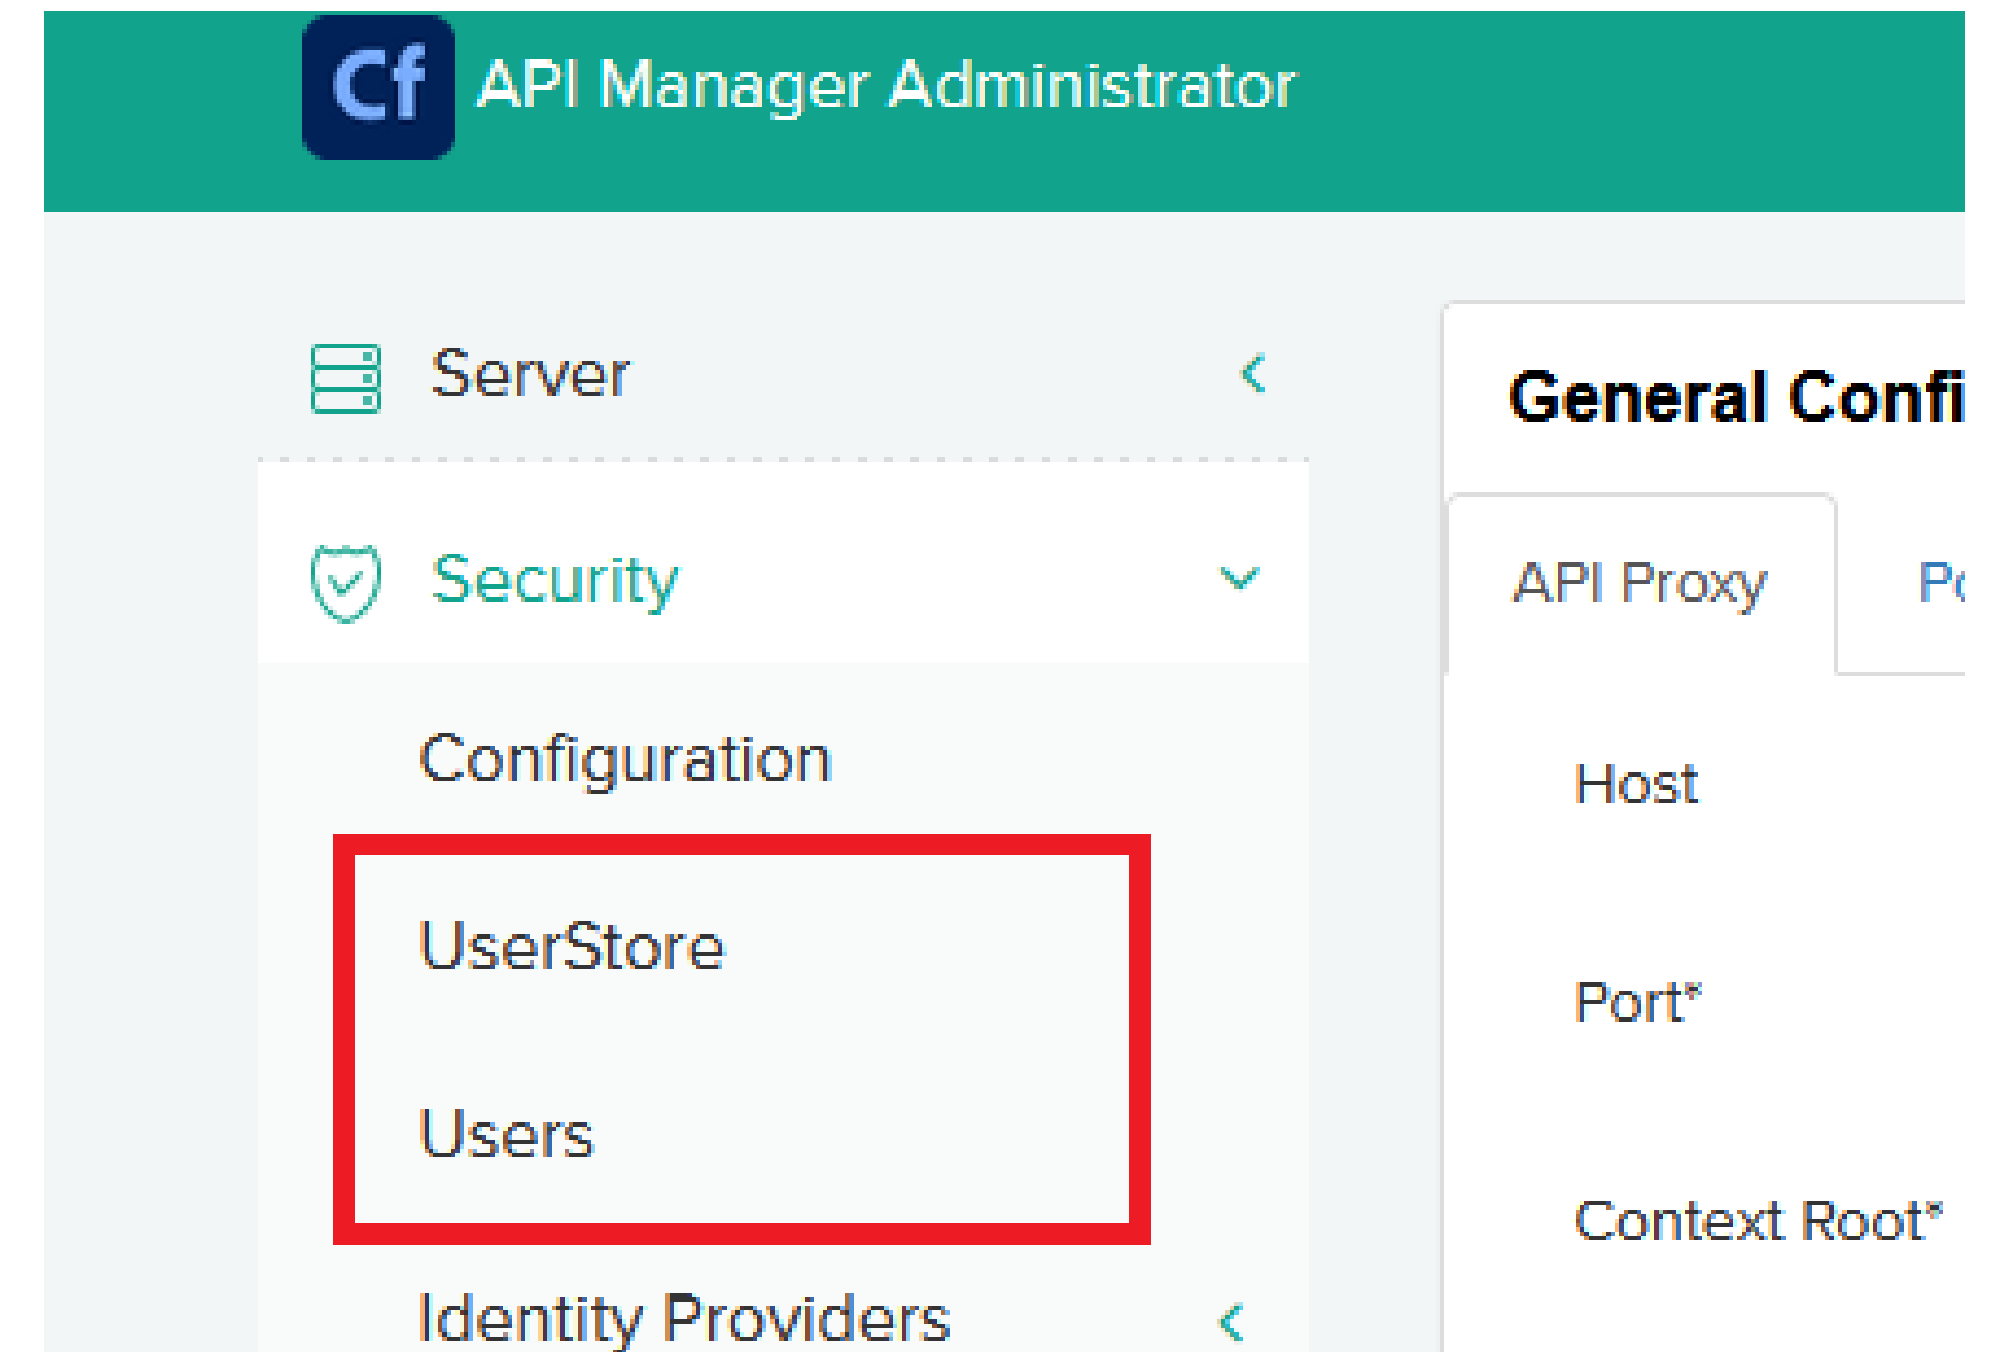 Cf API Manager Administrator
Server
Security
Configuration
UserStore
Users
Identity Providers
General Confi
API Proxy
Host
Port*
Context Root*